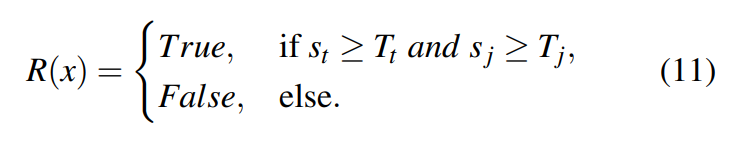 R(x) = { True, if s_t ≥ T_t and s_j ≥ T_j,
False, else. (11)